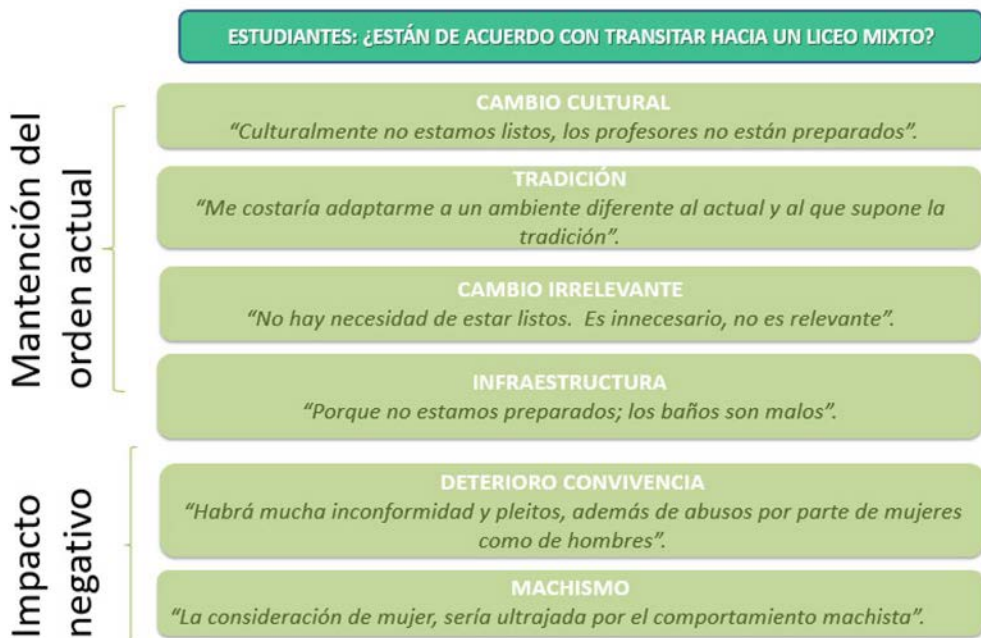 ESTUDIANTES: ¿ESTÁN DE ACUERDO CON TRANSITAR HACIA UN LICEO MIXTO?
Mantención del
orden actual
CAMBIO CULTURAL
“Culturalmente no estamos listos, los profesores no están preparados”.
TRADICIÓN
“Me costaría adaptarme a un ambiente diferente al actual y al que supone la
tradición”.
CAMBIO IRRELEVANTE
“No hay necesidad de estar listos.  Es innecesario, no es relevante”.
INFRAESTRUCTURA
“Porque no estamos preparados; los baños son malos”.
Impacto
negativo
DETERIORO CONVIVENCIA
“Habrá mucha inconformidad y pleitos, además de abusos por parte de mujeres
como de hombres”.
MACHISMO
“La consideración de mujer, sería ultrajada por el comportamiento machista”.